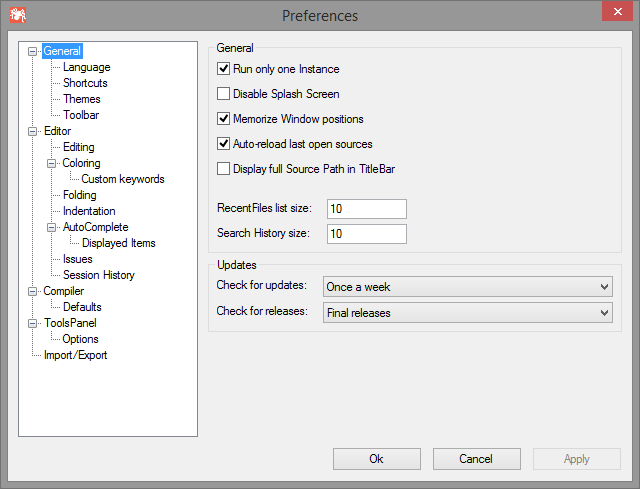 Preferences
General
Language
Shortcuts
Themes
Toolbar
Editor
Editing
Coloring
Custom keywords
Folding
Indentation
AutoComplete
Displayed Items
Issues
Session History
Compiler
Defaults
ToolsPanel
Options
Import/Export
General
Run only one Instance
Disable Splash Screen
Memorize Window positions
Auto-reload last open sources
Display full Source Path in TitleBar
RecentFiles list size: 10
Search History size: 10
Updates
Check for updates: Once a week
Check for releases: Final releases
Ok Cancel Apply